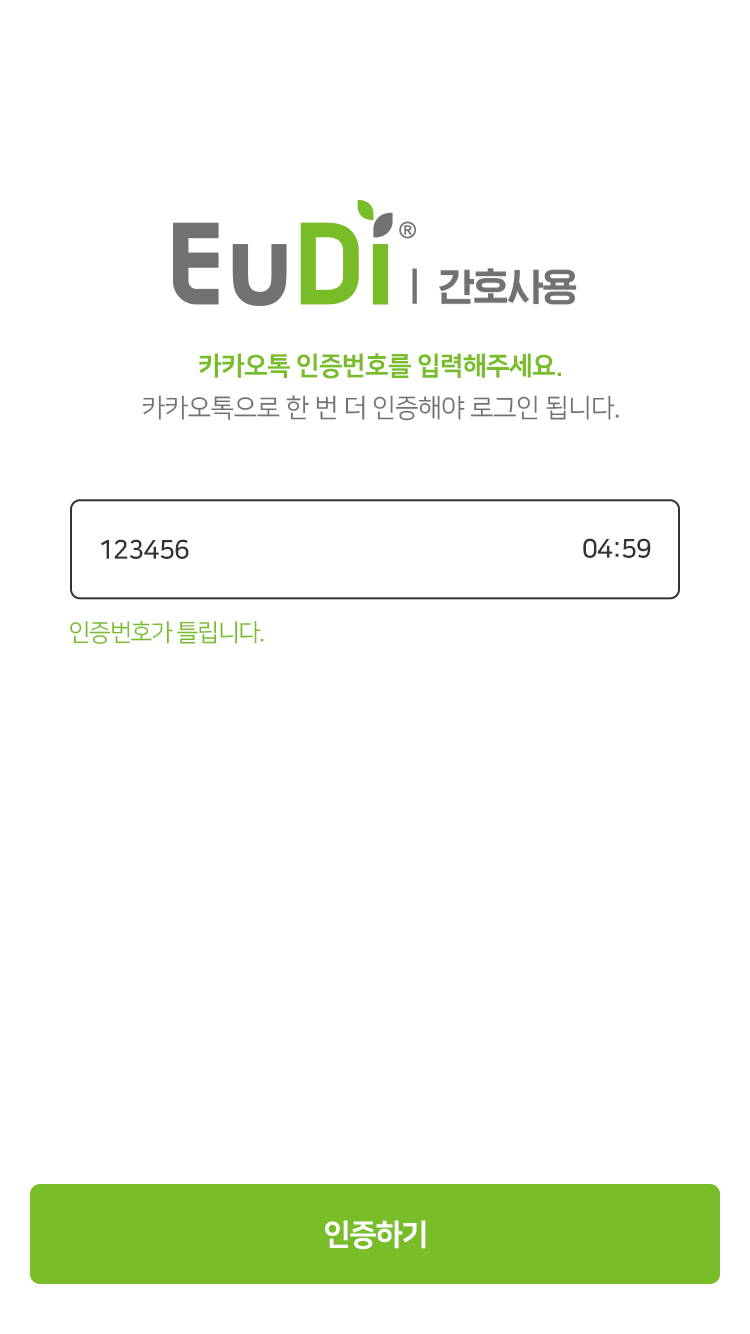 EuDi® | 간호사용
카카오톡 인증번호를 입력해주세요.
카카오톡으로 한 번 더 인증해야 로그인 됩니다.
123456 04:59
인증번호가 틀립니다.
인증하기